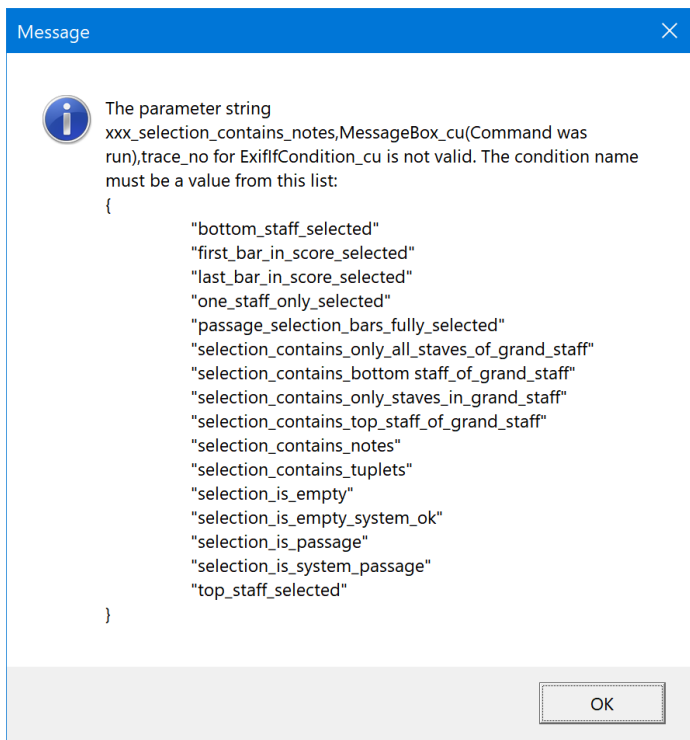 Message
The parameter string
xxx_selection_contains_notes,MessageBox_cu(Command was
run),trace_no for ExifIfCondition_cu is not valid. The condition name
must be a value from this list:
{
"bottom_staff_selected"
"first_bar_in_score_selected"
"last_bar_in_score_selected"
"one_staff_only_selected"
"passage_selection_bars_fully_selected"
"selection_contains_only_all_staves_of_grand_staff"
"selection_contains_bottom staff_of_grand_staff"
"selection_contains_only_staves_in_grand_staff"
"selection_contains_top_staff_of_grand_staff"
"selection_contains_notes"
"selection_contains_tuplets"
"selection_is_empty"
"selection_is_empty_system_ok"
"selection_is_passage"
"selection_is_system_passage"
"top_staff_selected"
}
OK